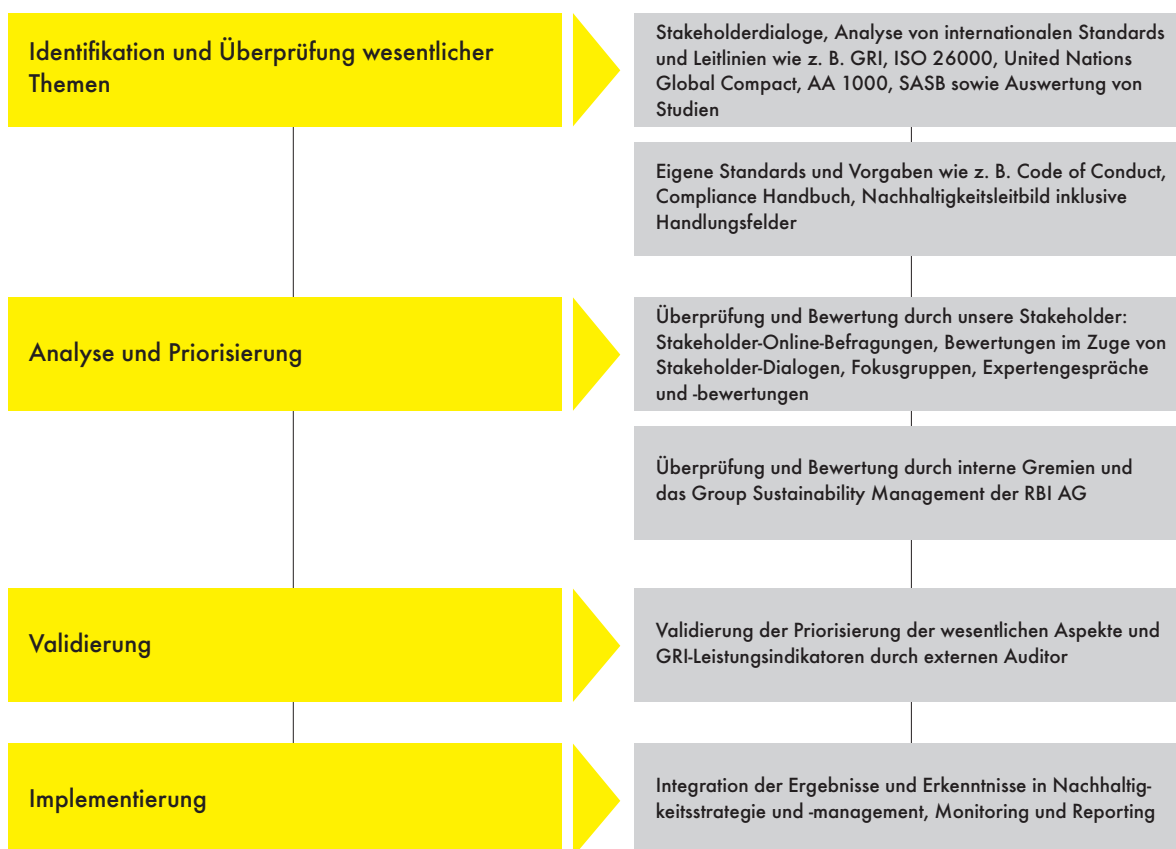 Identifikation und Überprüfung wesentlicher
Themen
Stakeholderdialoge, Analyse von internationalen Standards
und Leitlinien wie z. B. GRI, ISO 26000, United Nations
Global Compact, AA 1000, SASB sowie Auswertung von
Studien
Eigene Standards und Vorgaben wie z. B. Code of Conduct,
Compliance Handbuch, Nachhaltigkeitsleitbild inklusive
Handlungsfelder
Analyse und Priorisierung
Überprüfung und Bewertung durch unsere Stakeholder:
Stakeholder-Online-Befragungen, Bewertungen im Zuge von
Stakeholder-Dialogen, Fokusgruppen, Expertengespräche
und -bewertungen
Überprüfung und Bewertung durch interne Gremien und
das Group Sustainability Management der RBI AG
Validierung
Validierung der Priorisierung der wesentlichen Aspekte und
GRI-Leistungsindikatoren durch externen Auditor
Implementierung
Integration der Ergebnisse und Erkenntnisse in Nachhaltig-
keitsstrategie und -management, Monitoring und Reporting